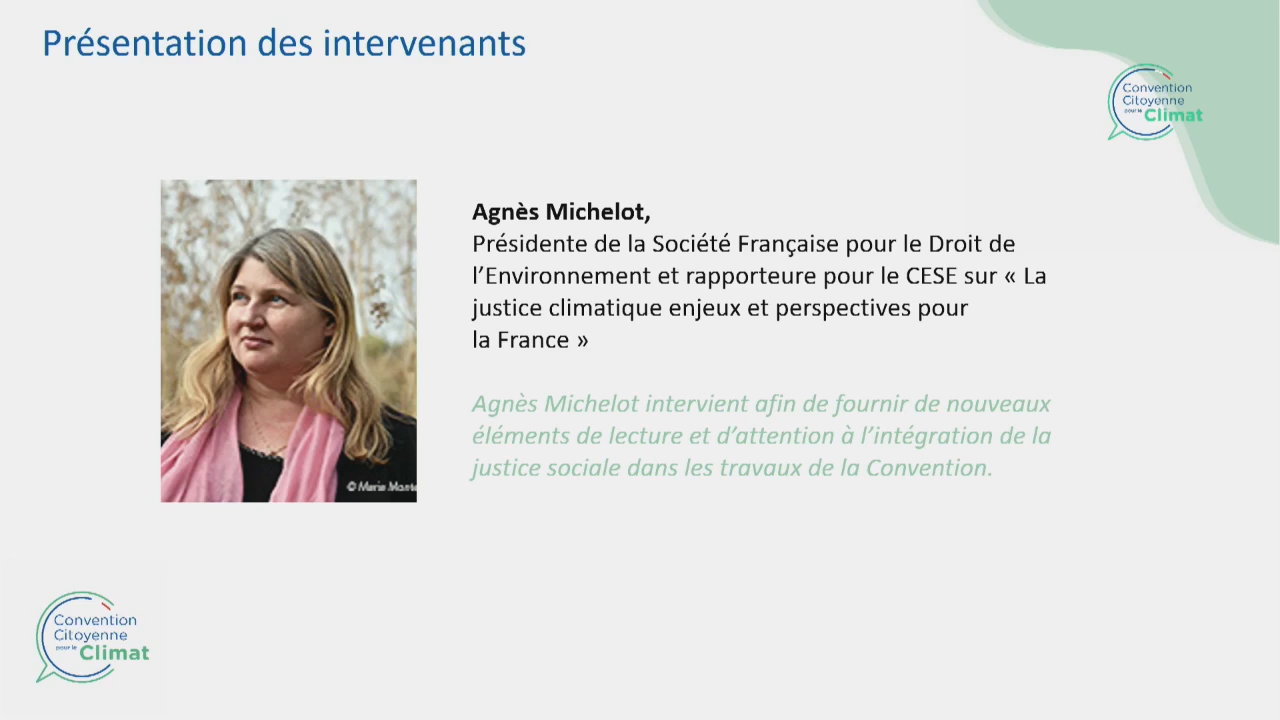 Présentation des intervenants
Convention
Citoyenne
pour le
Climat
Agnès Michelot,
Présidente de la Société Française pour le Droit de
l’Environnement et rapporteure pour le CESE sur « La
justice climatique enjeux et perspectives pour
la France »
Agnès Michelot intervient afin de fournir de nouveaux
éléments de lecture et d’attention à l’intégration de la
justice sociale dans les travaux de la Convention.
©
Convention
Citoyenne
pour le
Climat